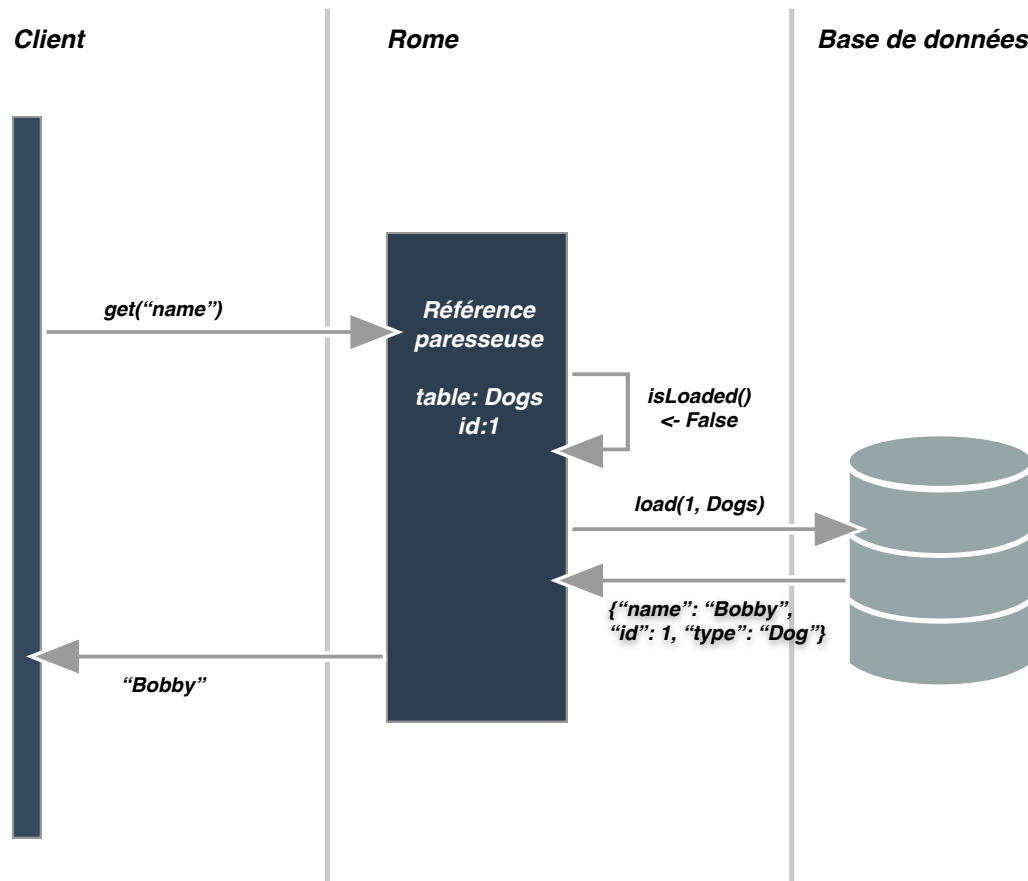 Client
Rome
Base de données
get(“name”)
Référence
paresseuse
table: Dogs
id:1
isLoaded()
<- False
load(1, Dogs)
{“name”: “Bobby”,
“id”: 1, “type”: “Dog”}
“Bobby”